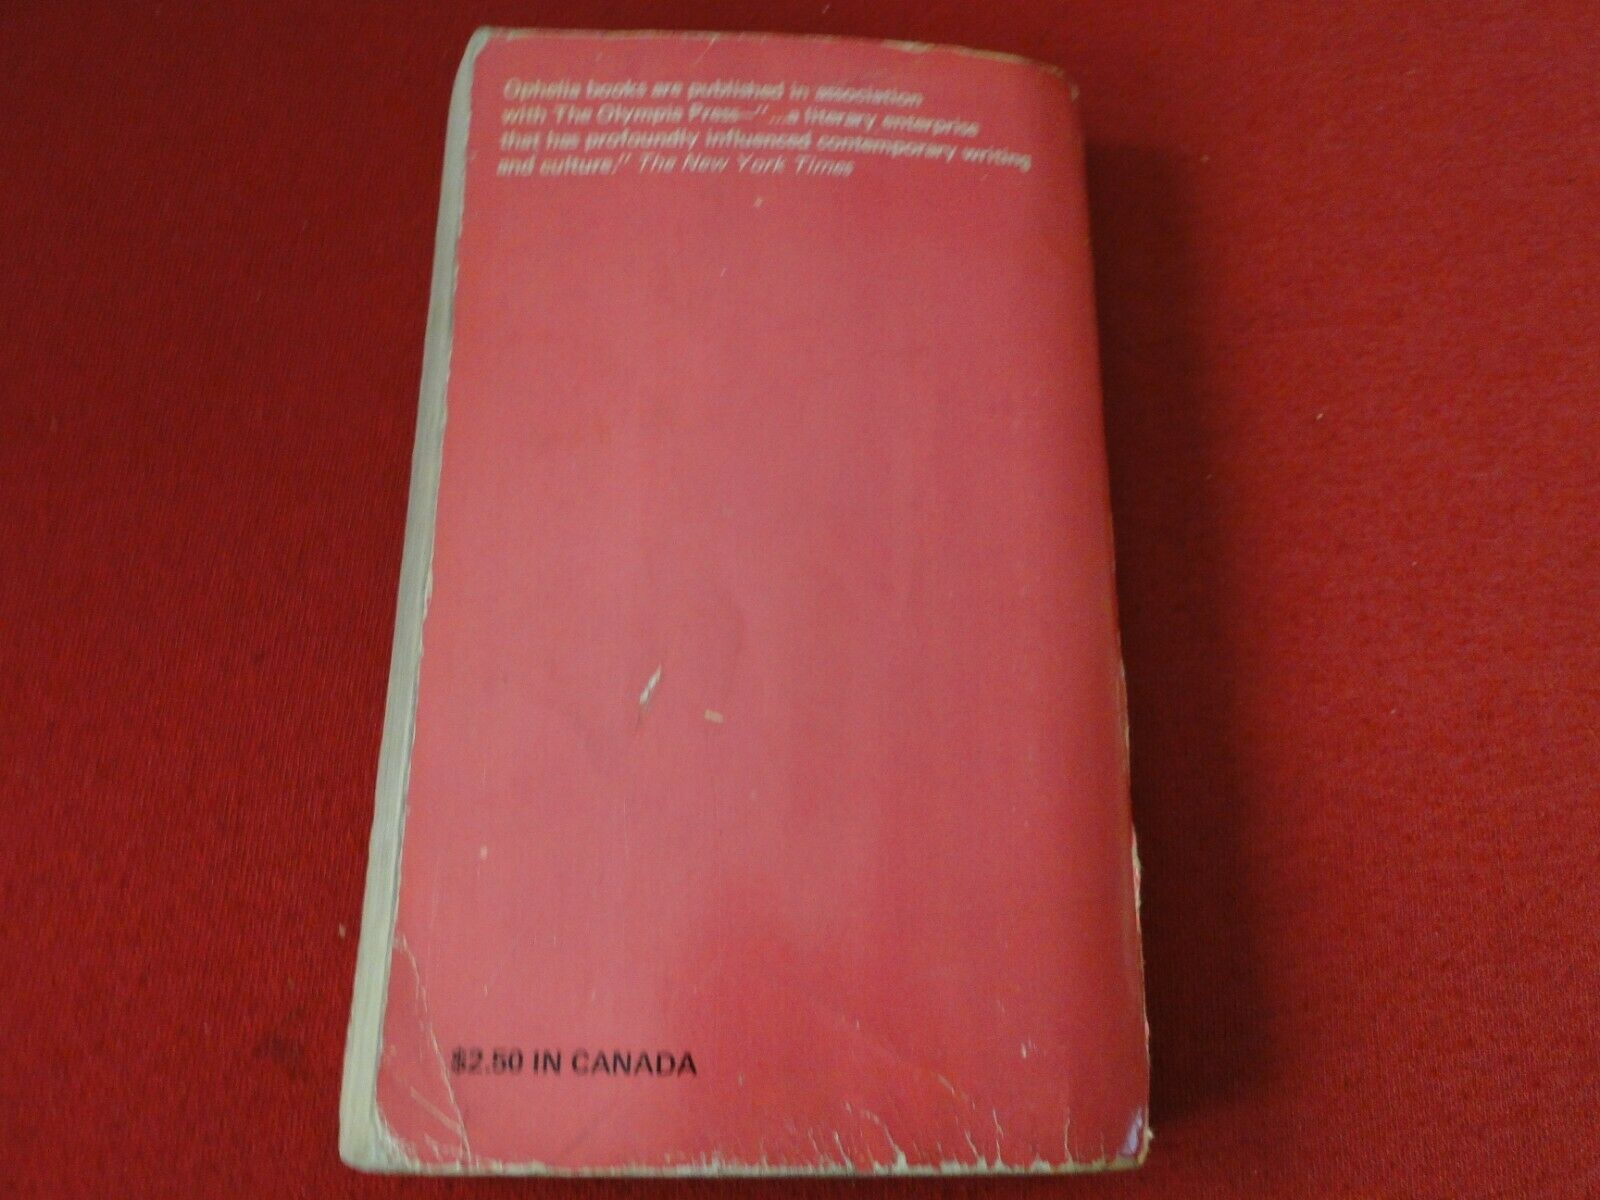 Ophelia books are published in association
with The Olympia Press—"...a literary enterprise
that has profoundly influenced contemporary writing
and culture." The New York Times
$2.50 IN CANADA